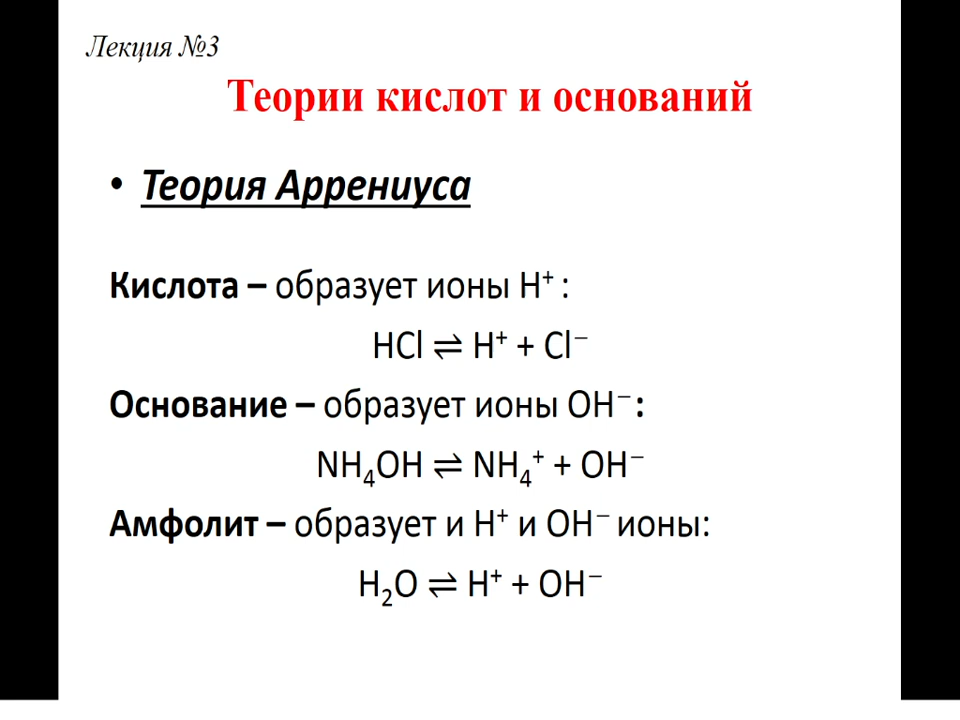 Лекция №3
Теории кислот и оснований
• Теория Аррениуса
Кислота – образует ионы H⁺ :
HCl ⇌ H⁺ + Cl⁻
Основание – образует ионы OH⁻:
NH₄OH ⇌ NH₄⁺ + OH⁻
Амфолит – образует и H⁺ и OH⁻ ионы:
H₂O ⇌ H⁺ + OH⁻